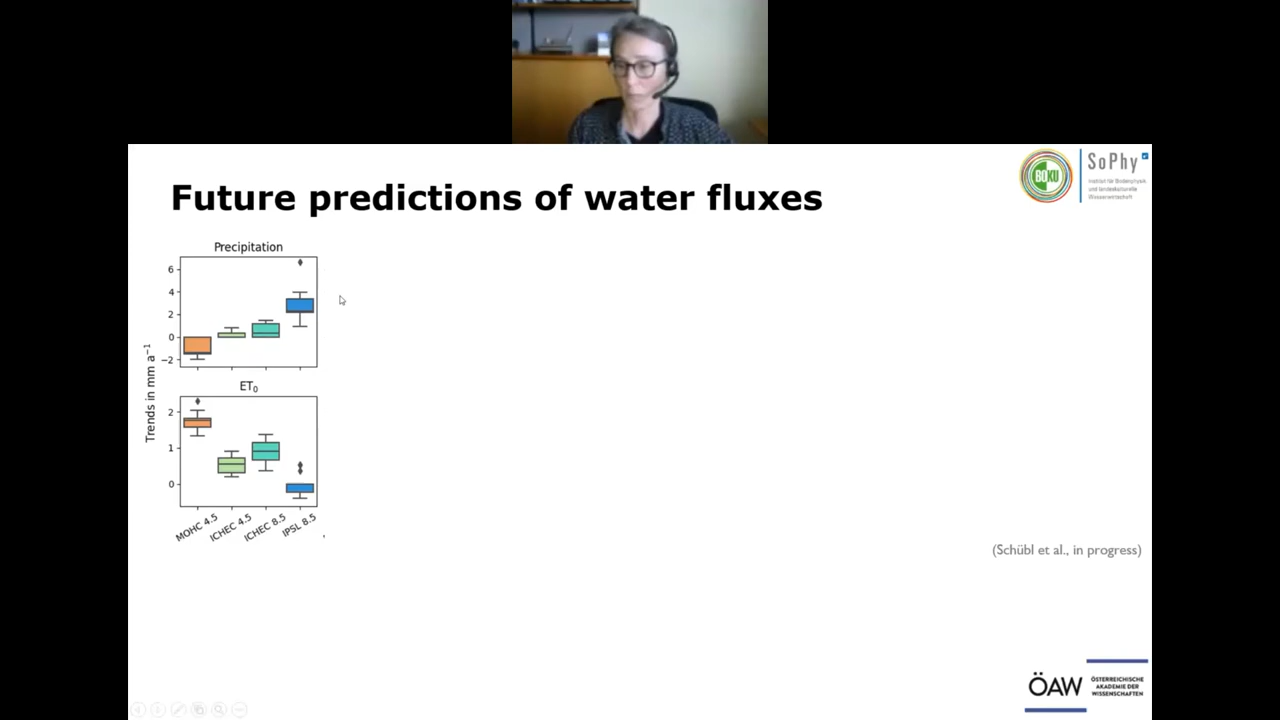 Future predictions of water fluxes
BOKU
SoPhy
Institut für Bodenphysik
und landeskulturelle
Wasserwirtschaft
Precipitation
6
4
2
0
−2
Trends in mm a⁻¹
ET₀
2
1
0
MOHC 4.5
ICHEC 4.5
ICHEC 8.5
IPSL 8.5
(Schübl et al., in progress)
ÖAW
ÖSTERREICHISCHE
AKADEMIE DER
WISSENSCHAFTEN